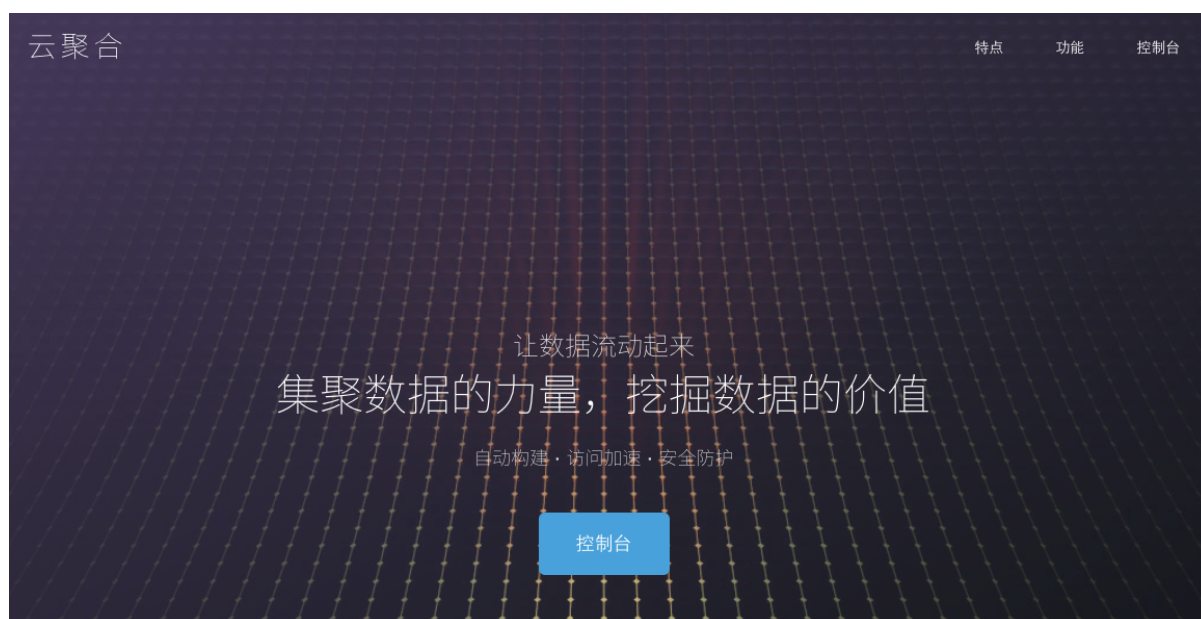 云聚合
特点 功能 控制台
让数据流动起来
集聚数据的力量，挖掘数据的价值
自动构建·访问加速·安全防护
控制台